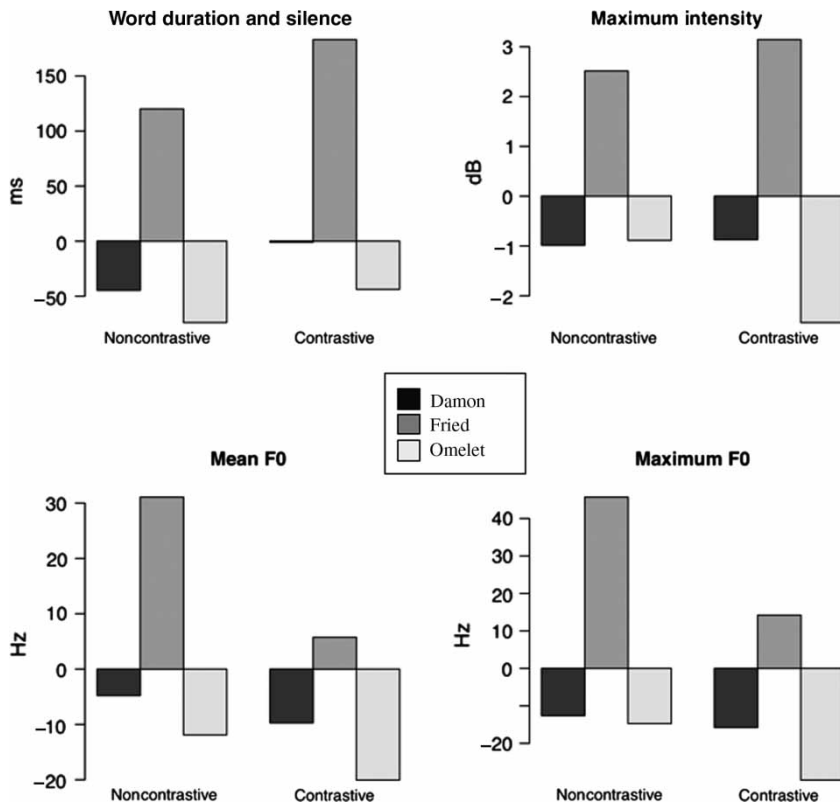 Word duration and silence
ms
150
100
50
0
−50
Noncontrastive Contrastive
Maximum intensity
dB
3
2
1
0
−1
−2
Noncontrastive Contrastive
Damon
Fried
Omelet
Mean F0
Hz
30
20
10
0
−10
−20
Noncontrastive Contrastive
Maximum F0
Hz
40
30
20
10
0
−20
Noncontrastive Contrastive